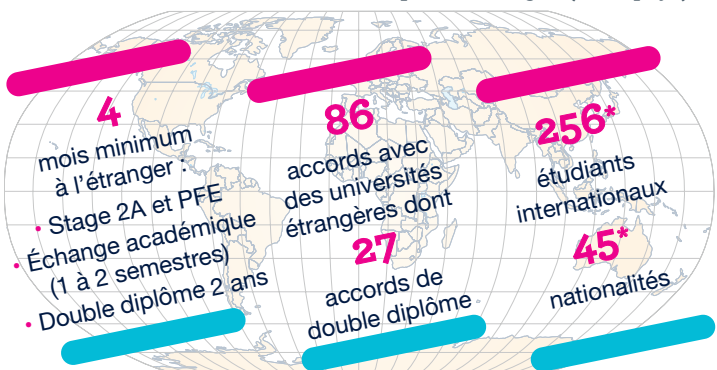 4
mois minimum
à l'étranger :
• Stage 2A et PFE
• Échange académique
(1 à 2 semestres)
• Double diplôme 2 ans
86
accords avec
des universités
étrangères dont
27
accords de
double diplôme
256*
étudiants
internationaux
45*
nationalités